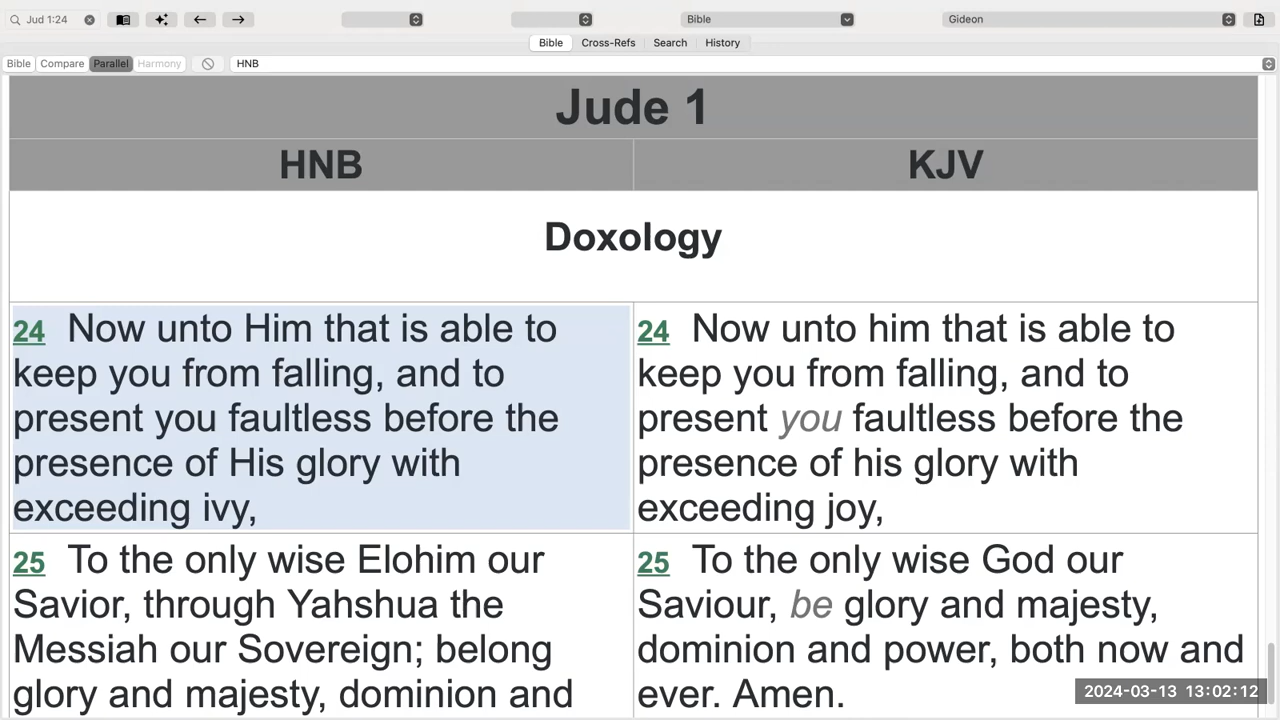 Jud 1:24
Bible
Gideon
Bible Cross-Refs Search History
Bible Compare Parallel Harmony HNB
Jude 1
HNB KJV
Doxology
24 Now unto Him that is able to
keep you from falling, and to
present you faultless before the
presence of His glory with
exceeding ivy,
24 Now unto him that is able to
keep you from falling, and to
present you faultless before the
presence of his glory with
exceeding joy,
25 To the only wise Elohim our
Savior, through Yahshua the
Messiah our Sovereign; belong
glory and majesty, dominion and
25 To the only wise God our
Saviour, be glory and majesty,
dominion and power, both now and
ever. Amen.
2024-03-13 13:02:12